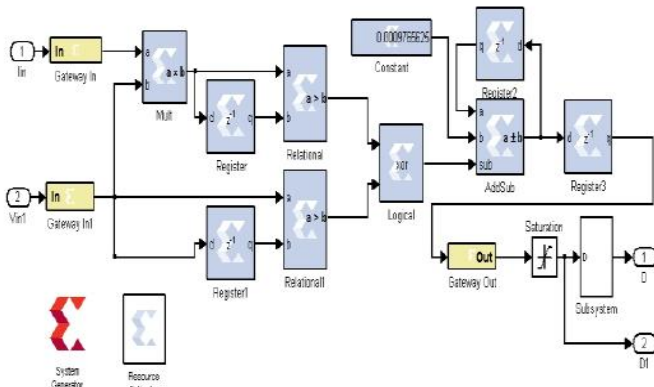 1
Iin
In
Gateway In
a
b
a × b
Mult
d
z⁻¹
q
Register
a
b
a > b
Relational
0.0009765625
Constant
q
z⁻¹
d
Register2
a
b
sub
a ± b
AddSub
d
z⁻¹
q
Register3
xor
Logical
2
Vin1
In
Gateway In1
d
z⁻¹
q
Register1
a
b
a > b
Relational1
Out
Gateway Out
Saturation
D
Subsystem
1
D
2
D1
System
Generator
Resource